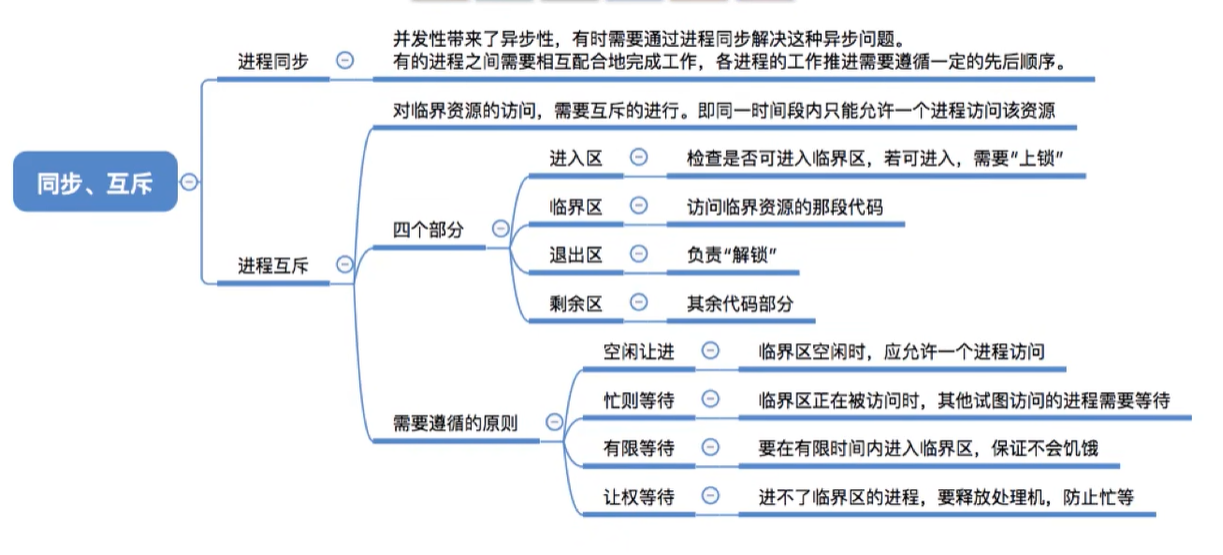 同步、互斥
进程同步
并发性带来了异步性，有时需要通过进程同步解决这种异步问题。
有的进程之间需要相互配合地完成工作，各进程的工作推进需要遵循一定的先后顺序。
进程互斥
对临界资源的访问，需要互斥的进行。即同一时间段内只能允许一个进程访问该资源
四个部分
进入区
检查是否可进入临界区，若可进入，需要“上锁”
临界区
访问临界资源的那段代码
退出区
负责“解锁”
剩余区
其余代码部分
需要遵循的原则
空闲让进
临界区空闲时，应允许一个进程访问
忙则等待
临界区正在被访问时，其他试图访问的进程需要等待
有限等待
要在有限时间内进入临界区，保证不会饥饿
让权等待
进不了临界区的进程，要释放处理机，防止忙等